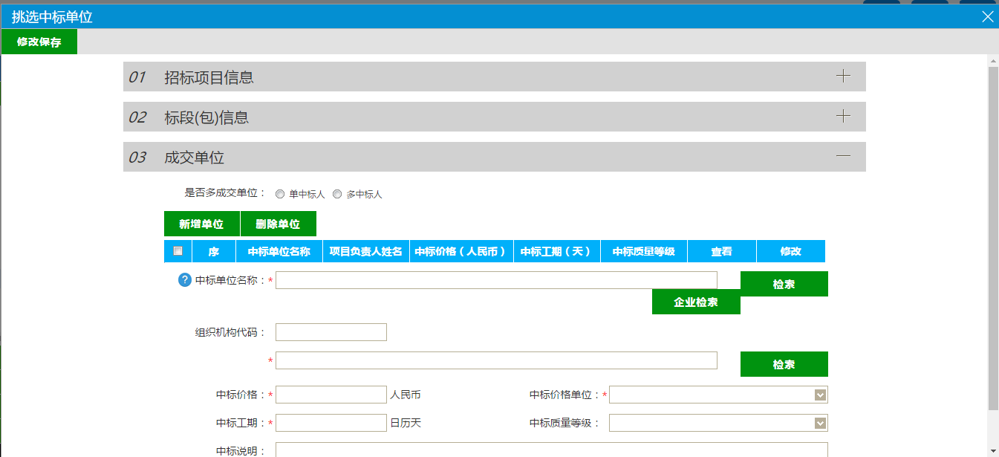 挑选中标单位
修改保存
01 招标项目信息
02 标段(包)信息
03 成交单位
是否多成交单位： 单中标人 多中标人
新增单位 删除单位
序 中标单位名称 项目负责人姓名 中标价格（人民币） 中标工期（天） 中标质量等级 查看 修改
? 中标单位名称：* 检索
企业检索
组织机构代码：
* 检索
中标价格：* 人民币 中标价格单位：*
中标工期：* 日历天 中标质量等级：
中标说明：